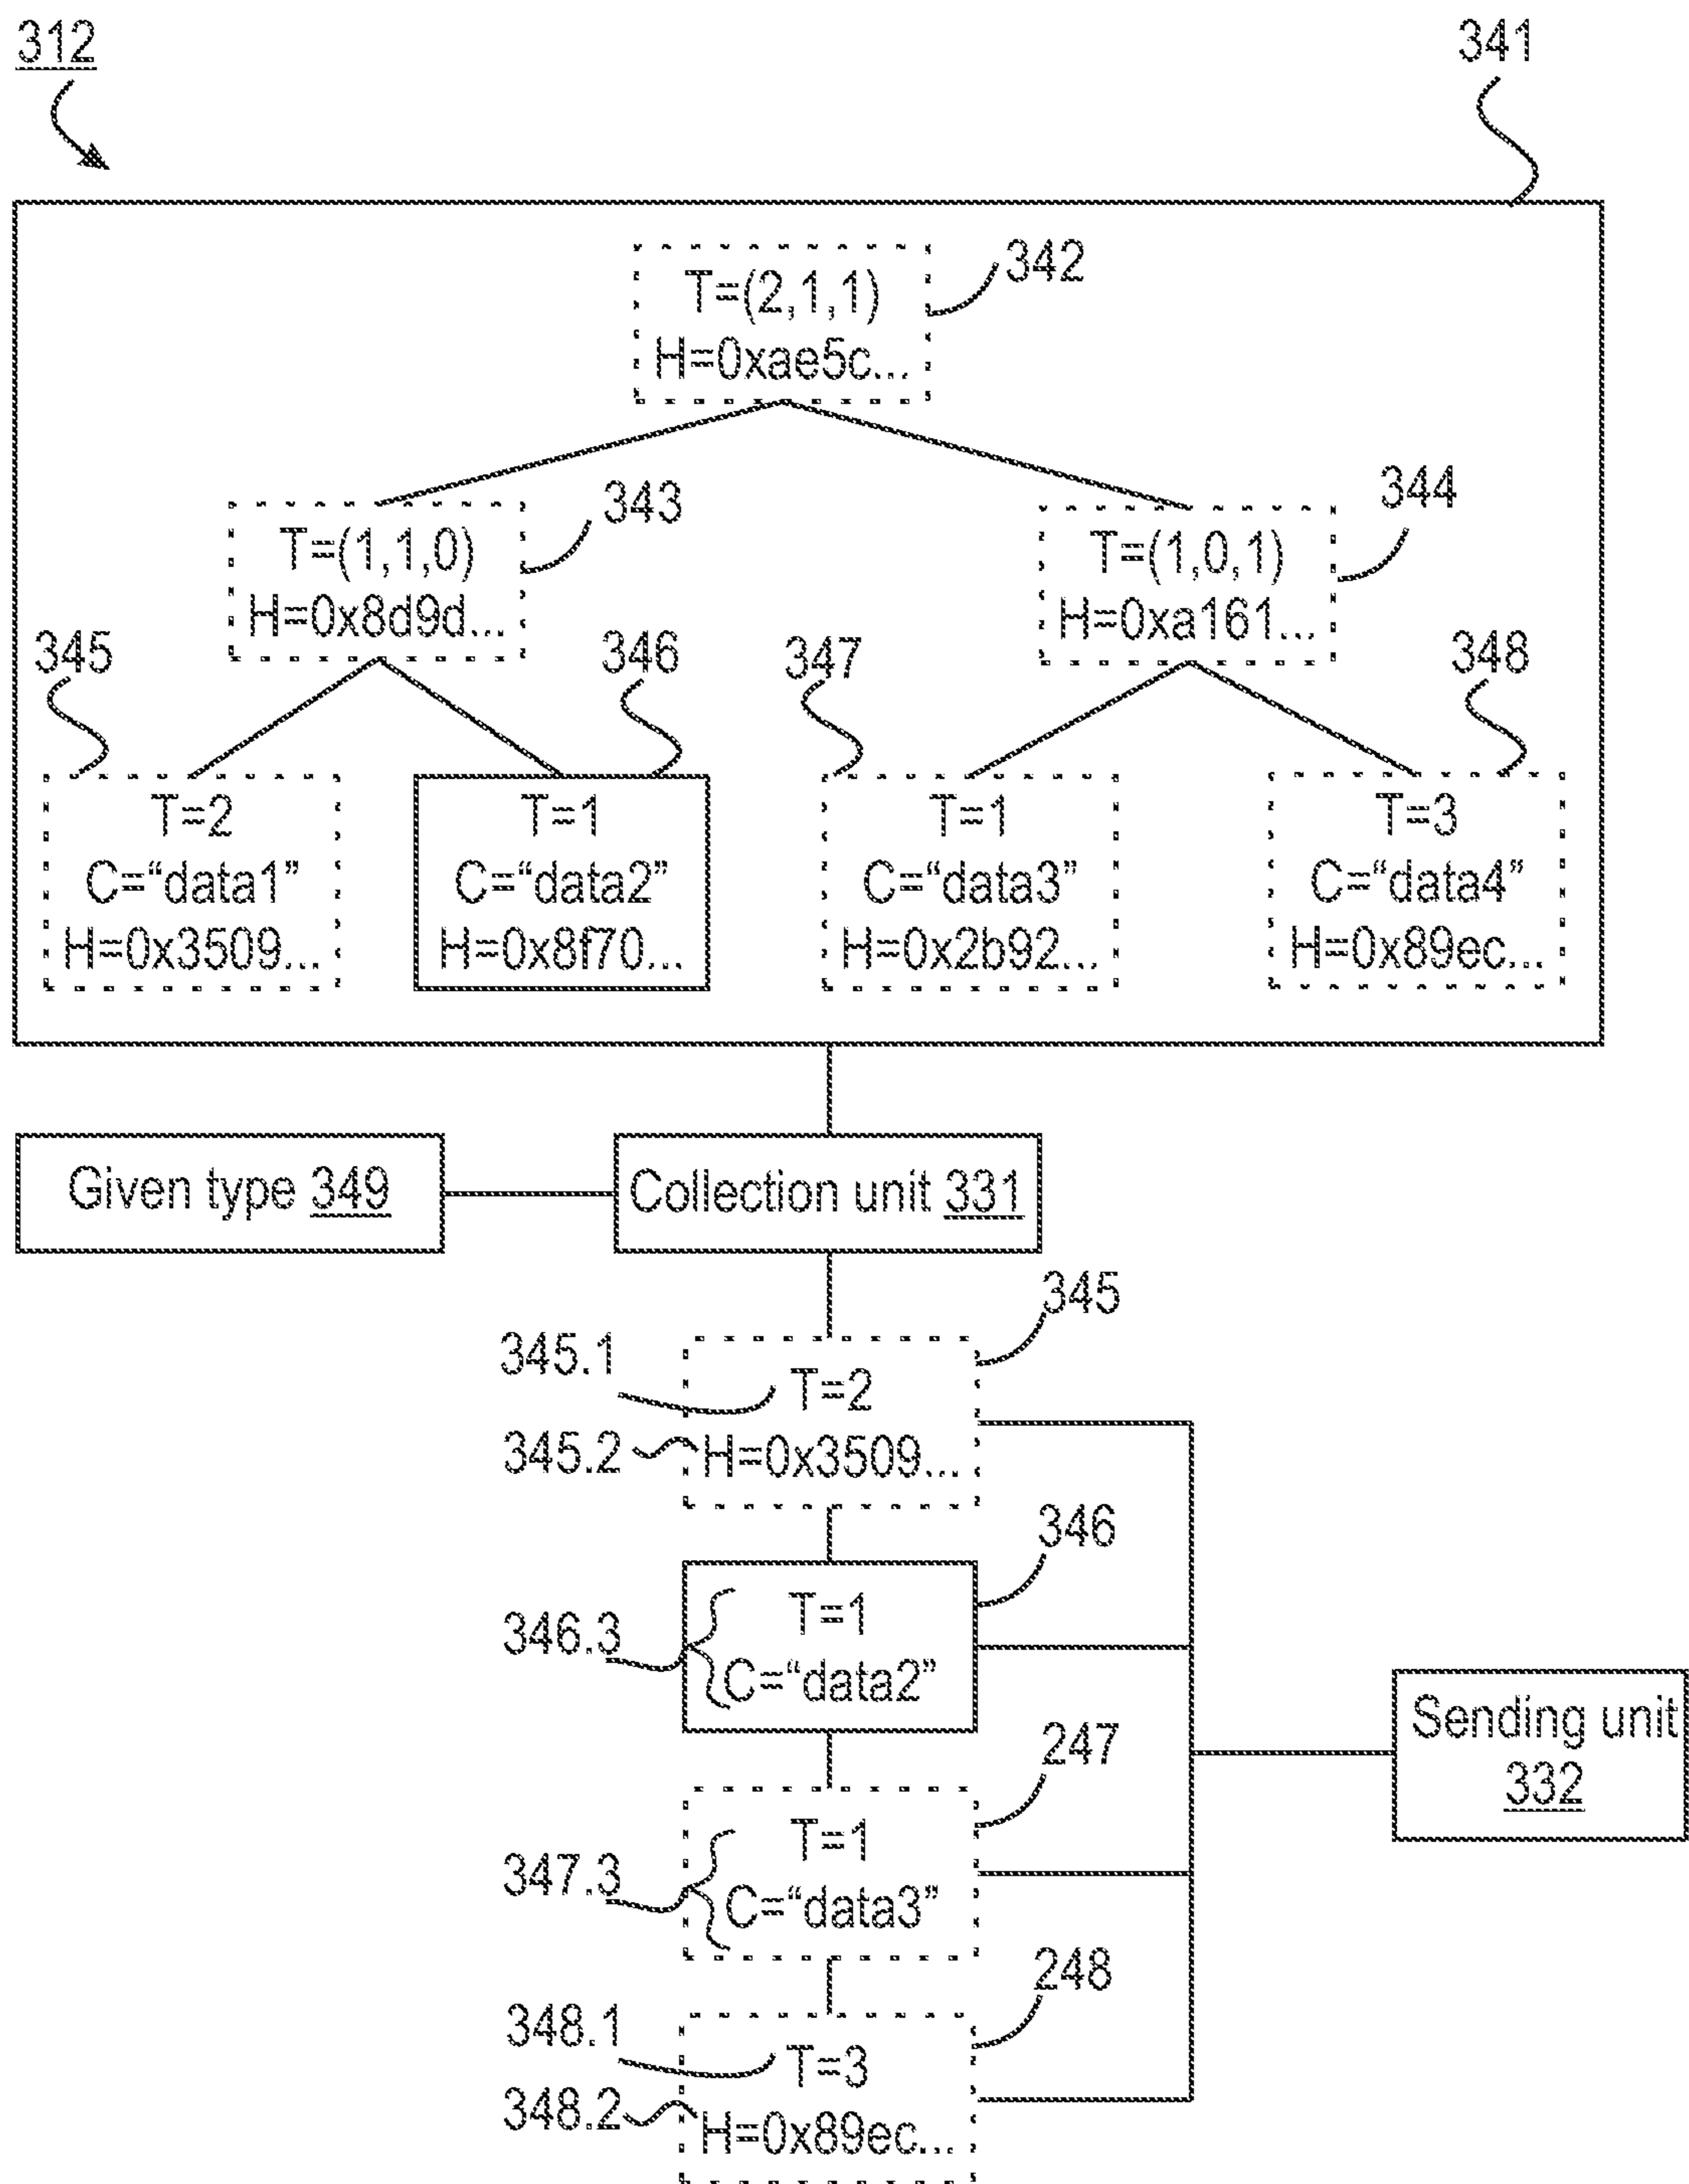 312
341
T=(2,1,1)
H=0xae5c...
342
T=(1,1,0)
H=0x8d9d...
343
T=(1,0,1)
H=0xa161...
344
345
346
347
348
T=2
C=“data1”
H=0x3509...
T=1
C=“data2”
H=0x8f70...
T=1
C=“data3”
H=0x2b92...
T=3
C=“data4”
H=0x89ec...
Given type 349
Collection unit 331
345
345.1
T=2
345.2
H=0x3509...
346
346.3
T=1
C=“data2”
247
347.3
T=1
C=“data3”
248
348.1
T=3
348.2
H=0x89ec...
Sending unit
332